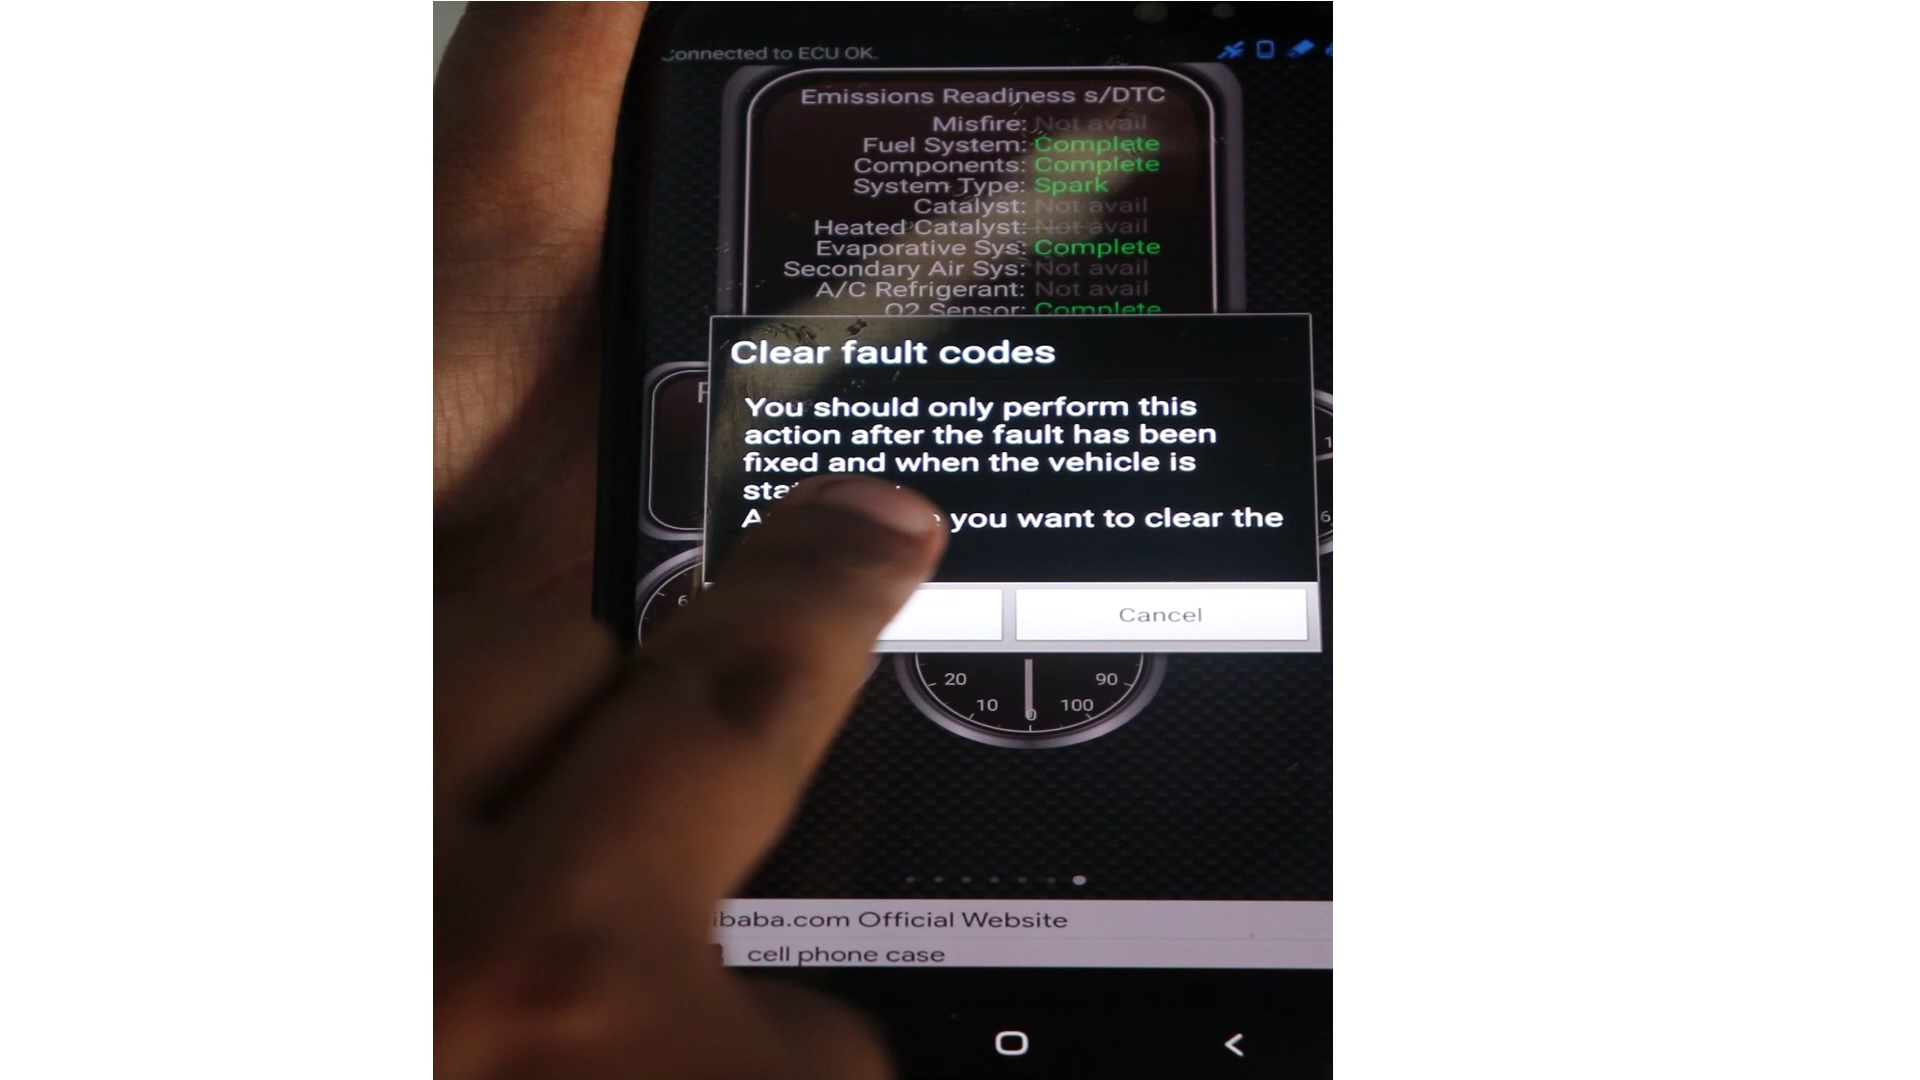 Connected to ECU OK.
Emissions Readiness s/DTC
Misfire: Not avail
Fuel System: Complete
Components: Complete
System Type: Spark
Catalyst: Not avail
Heated Catalyst: Not avail
Evaporative Sys: Complete
Secondary Air Sys: Not avail
A/C Refrigerant: Not avail
O2 Sensor: Complete
Clear fault codes
You should only perform this
action after the fault has been
fixed and when the vehicle is
you want to clear the
Cancel
6
1
6
20
90
10
100
0
ibaba.com Official Website
cell phone case